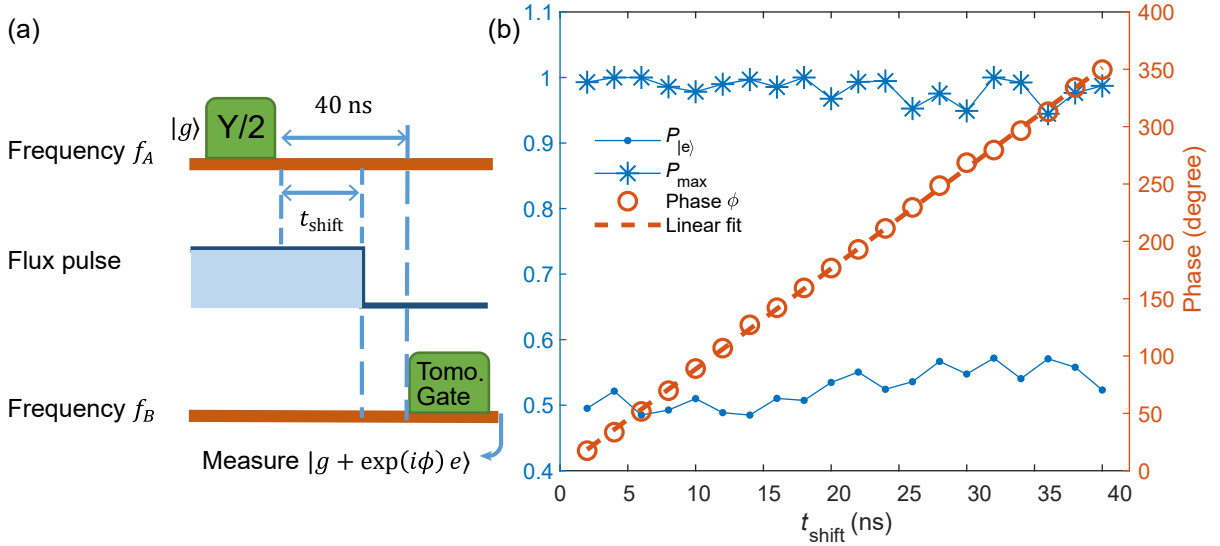 (a)
|g⟩
Y/2
40 ns
Frequency f_A
t_shift
Flux pulse
Tomo.
Gate
Frequency f_B
Measure |g + exp(iϕ) e⟩
(b)
1.1
1
0.9
0.8
0.7
0.6
0.5
0.4
P_|e⟩
P_max
Phase ϕ
Linear fit
400
350
300
250
200
150
100
50
0
Phase (degree)
0 5 10 15 20 25 30 35 40
t_shift (ns)